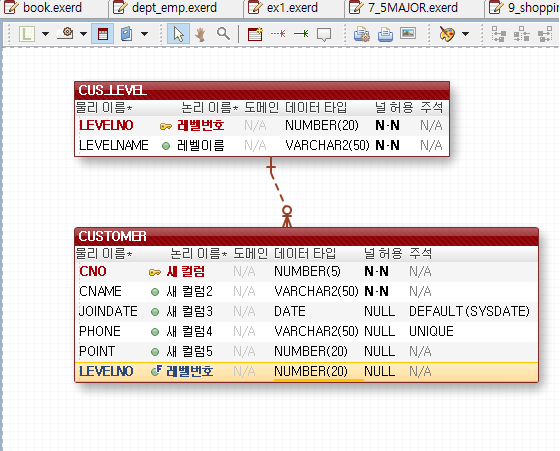 book.exerd dept_emp.exerd ex1.exerd 7_5MAJOR.exerd 9_shoppin
CUS_LEVEL
물리 이름* 논리 이름* 도메인 데이터 타입 널 허용 주석
LEVELNO 레벨번호 N/A NUMBER(20) N·N N/A
LEVELNAME 레벨이름 N/A VARCHAR2(50) N·N N/A
CUSTOMER
물리 이름* 논리 이름* 도메인 데이터 타입 널 허용 주석
CNO 새 컬럼 N/A NUMBER(5) N·N N/A
CNAME 새 컬럼2 N/A VARCHAR2(50) N·N N/A
JOINDATE 새 컬럼3 N/A DATE NULL DEFAULT(SYSDATE)
PHONE 새 컬럼4 N/A VARCHAR2(50) NULL UNIQUE
POINT 새 컬럼5 N/A NUMBER(20) NULL N/A
LEVELNO F 레벨번호 N/A NUMBER(20) NULL N/A